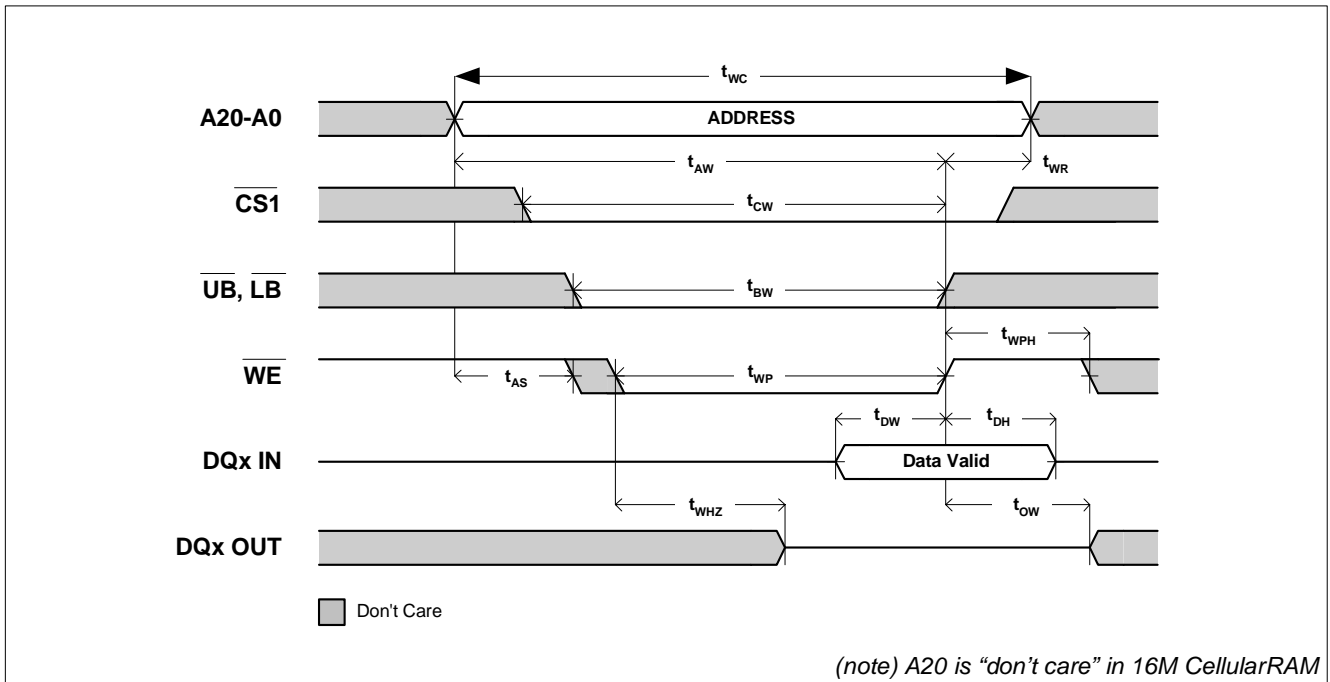 tWC
A20-A0
ADDRESS
tAW
tWR
CS1
tCW
UB, LB
tBW
tWPH
WE
tAS
tWP
tDW
tDH
DQx IN
Data Valid
tWHZ
tOW
DQx OUT
Don't Care
(note) A20 is “don’t care” in 16M CellularRAM